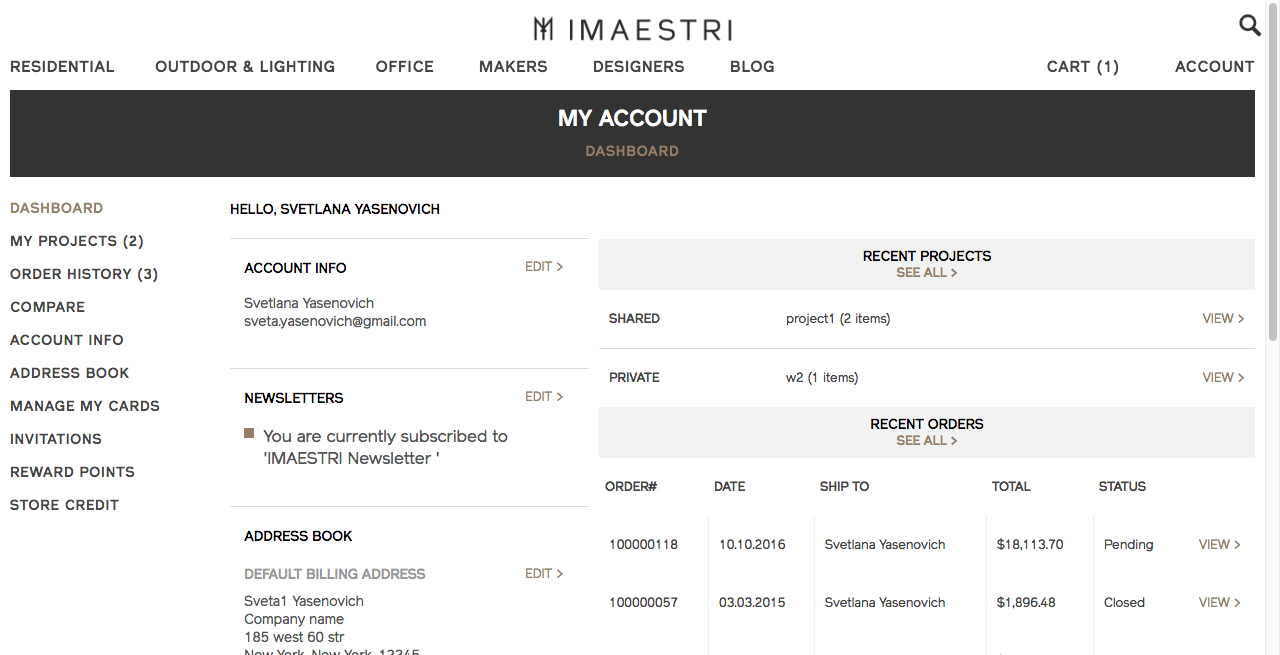 IMAESTRI
RESIDENTIAL OUTDOOR & LIGHTING OFFICE MAKERS DESIGNERS BLOG CART (1) ACCOUNT
MY ACCOUNT
DASHBOARD
DASHBOARD
MY PROJECTS (2)
ORDER HISTORY (3)
COMPARE
ACCOUNT INFO
ADDRESS BOOK
MANAGE MY CARDS
INVITATIONS
REWARD POINTS
STORE CREDIT
HELLO, SVETLANA YASENOVICH
ACCOUNT INFO EDIT >
Svetlana Yasenovich
sveta.yasenovich@gmail.com
NEWSLETTERS EDIT >
You are currently subscribed to
'IMAESTRI Newsletter '
ADDRESS BOOK
DEFAULT BILLING ADDRESS EDIT >
Sveta1 Yasenovich
Company name
185 west 60 str
New York, New York, 12345
RECENT PROJECTS
SEE ALL >
SHARED project1 (2 items) VIEW >
PRIVATE w2 (1 items) VIEW >
RECENT ORDERS
SEE ALL >
ORDER# DATE SHIP TO TOTAL STATUS
100000118 10.10.2016 Svetlana Yasenovich $18,113.70 Pending VIEW >
100000057 03.03.2015 Svetlana Yasenovich $1,896.48 Closed VIEW >